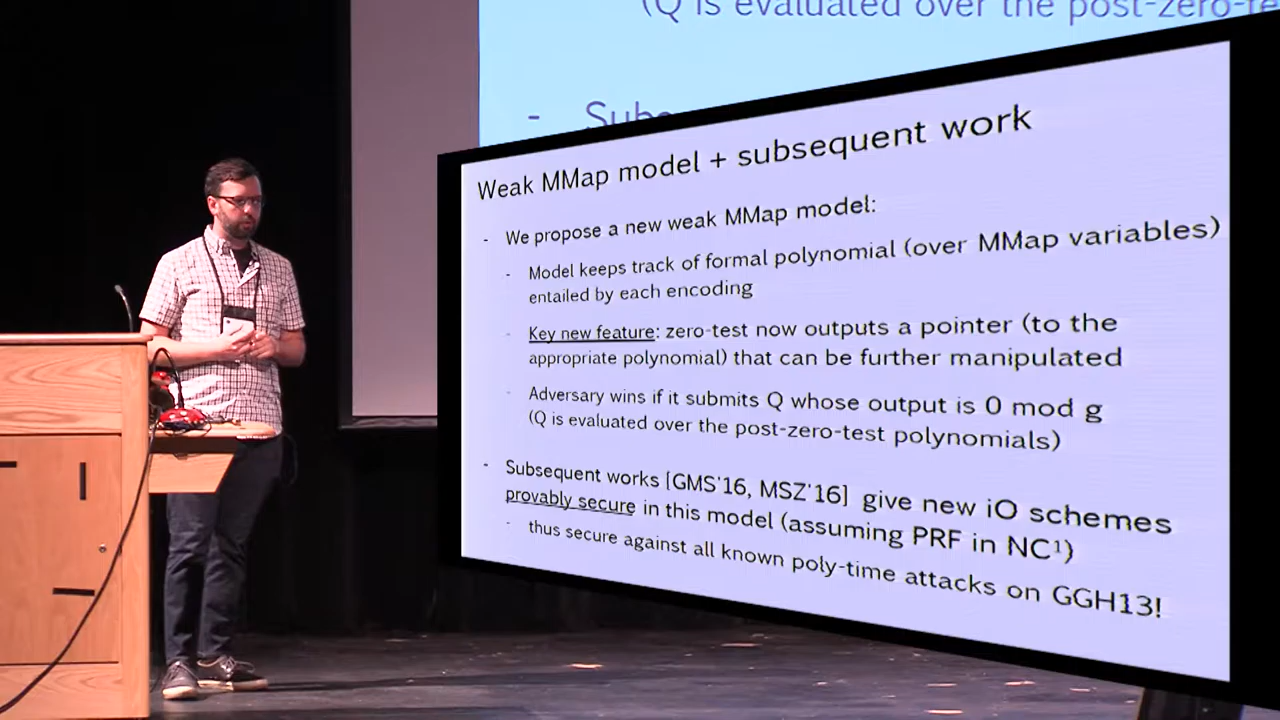 (Q is evaluated over the post-zero-te
- Subs
Weak MMap model + subsequent work
- We propose a new weak MMap model:
- Model keeps track of formal polynomial (over MMap variables)
entailed by each encoding
- Key new feature: zero-test now outputs a pointer (to the
appropriate polynomial) that can be further manipulated
- Adversary wins if it submits Q whose output is 0 mod g
(Q is evaluated over the post-zero-test polynomials)
- Subsequent works [GMS'16, MSZ'16] give new iO schemes
provably secure in this model (assuming PRF in NC¹)
- thus secure against all known poly-time attacks on GGH13!